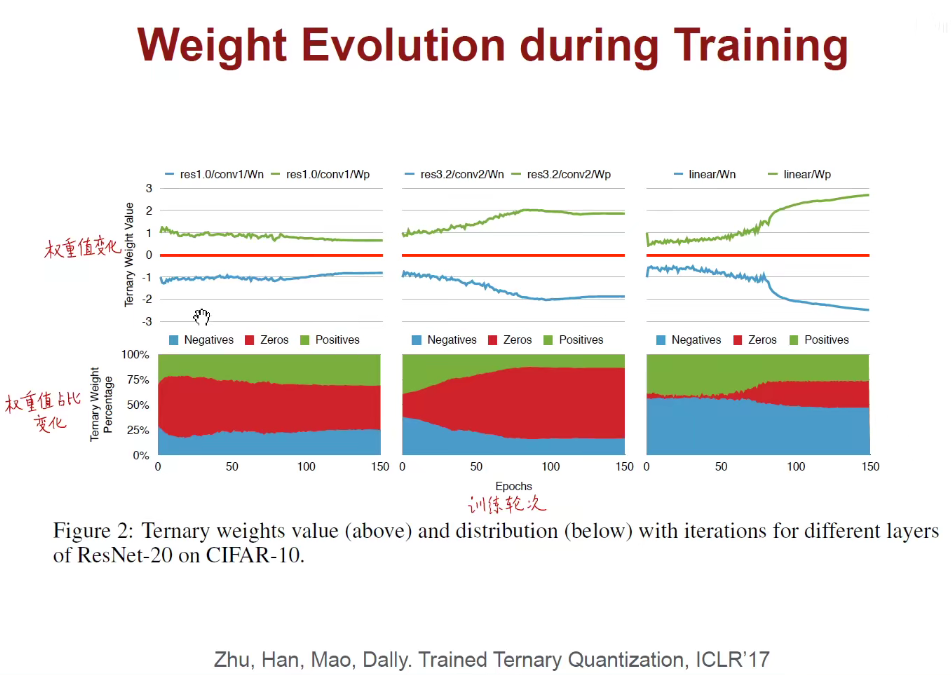 Weight Evolution during Training
res1.0/conv1/Wn res1.0/conv1/Wp res3.2/conv2/Wn res3.2/conv2/Wp linear/Wn linear/Wp
Ternary Weight Value
3
2
1
0
-1
-2
-3
权重值变化
Negatives Zeros Positives Negatives Zeros Positives Negatives Zeros Positives
Ternary Weight
Percentage
100%
75%
50%
25%
0%
权重值占比
变化
0 50 100 150 0 50 100 150 0 50 100 150
Epochs
训练轮次
Figure 2: Ternary weights value (above) and distribution (below) with iterations for different layers
of ResNet-20 on CIFAR-10.
Zhu, Han, Mao, Dally. Trained Ternary Quantization, ICLR’17